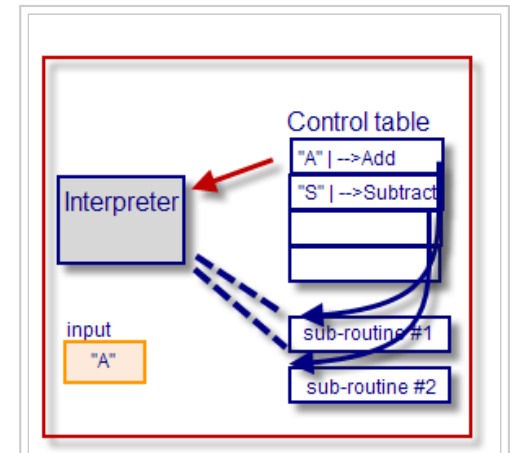 Control table
"A" | -->Add
"S" | -->Subtract
Interpreter
input
"A"
sub-routine #1
sub-routine #2